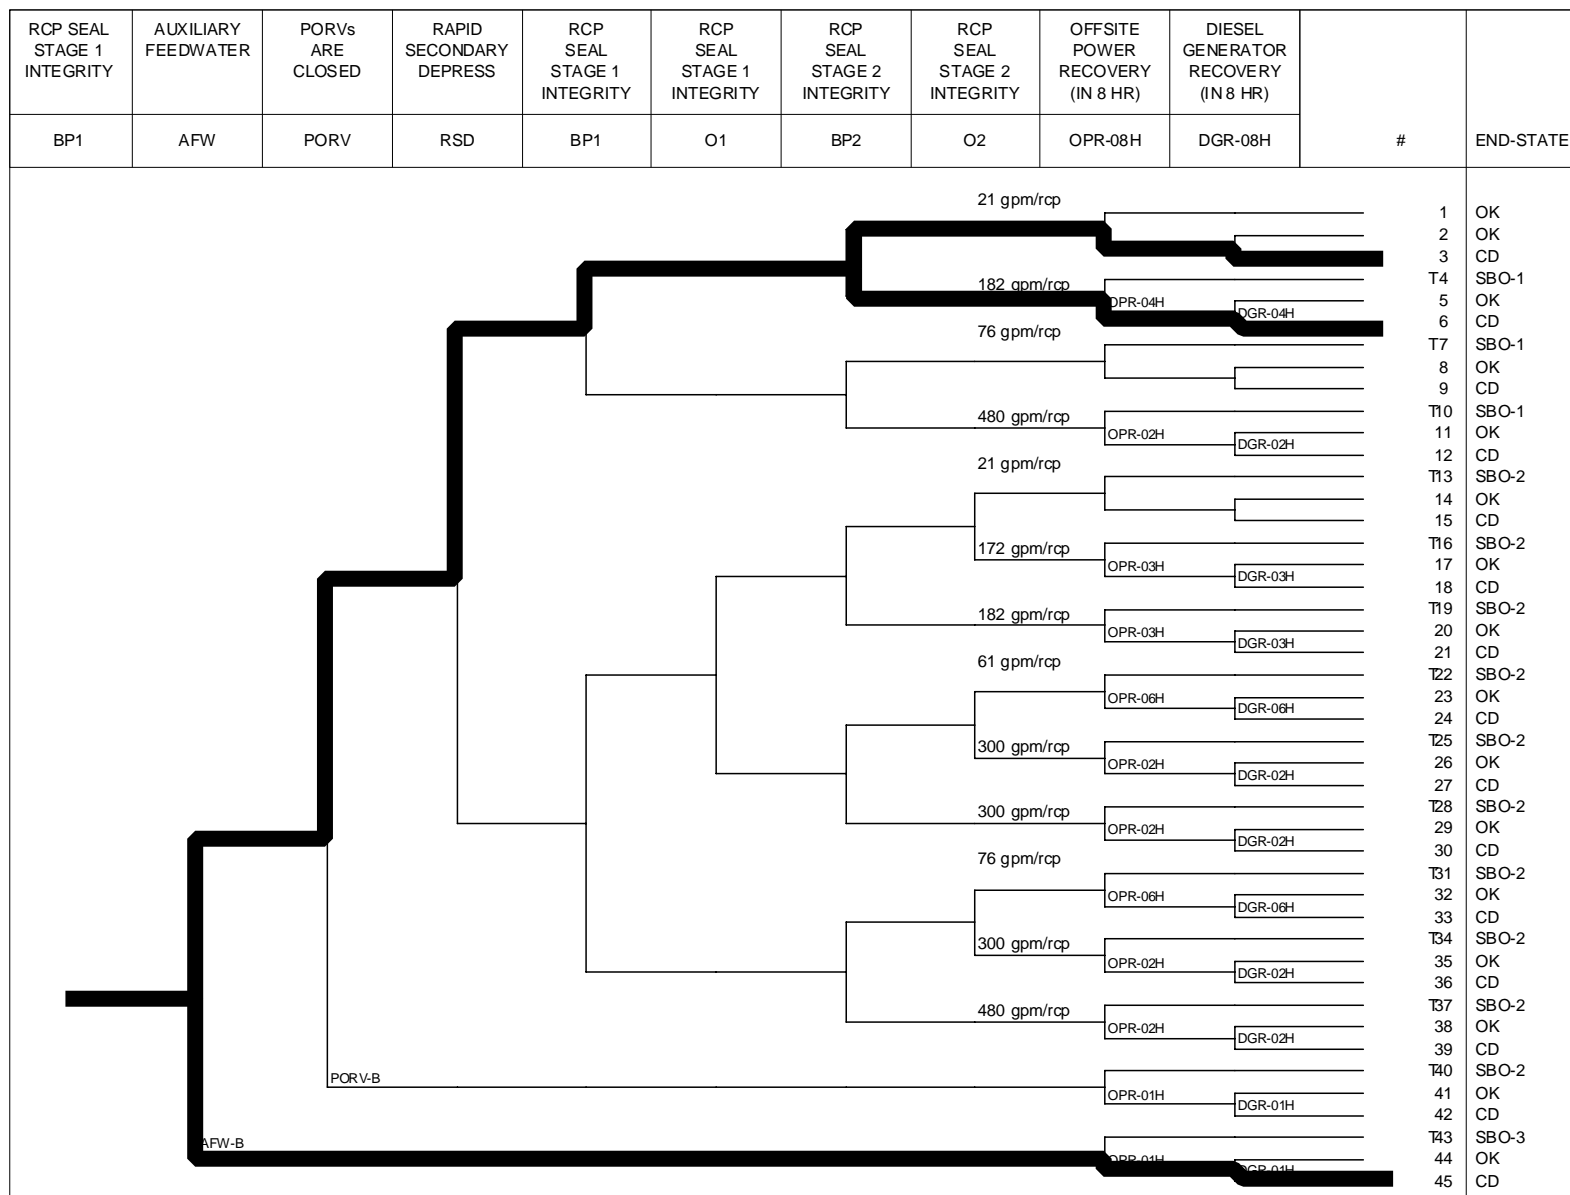 RCP SEAL STAGE 1 INTEGRITY
AUXILIARY FEEDWATER
PORVs ARE CLOSED
RAPID SECONDARY DEPRESS
RCP SEAL STAGE 1 INTEGRITY
RCP SEAL STAGE 1 INTEGRITY
RCP SEAL STAGE 2 INTEGRITY
RCP SEAL STAGE 2 INTEGRITY
OFFSITE POWER RECOVERY (IN 8 HR)
DIESEL GENERATOR RECOVERY (IN 8 HR)
BP1 AFW PORV RSD BP1 O1 BP2 O2 OPR-08H DGR-08H # END-STATE
21 gpm/rcp
1 OK
2 OK
3 CD
182 gpm/rcp
T4 SBO-1
OPR-04H 5 OK
DGR-04H 6 CD
76 gpm/rcp
T7 SBO-1
8 OK
9 CD
480 gpm/rcp T10 SBO-1
OPR-02H 11 OK
DGR-02H 12 CD
21 gpm/rcp
T13 SBO-2
14 OK
15 CD
172 gpm/rcp T16 SBO-2
OPR-03H 17 OK
DGR-03H 18 CD
182 gpm/rcp T19 SBO-2
OPR-03H 20 OK
DGR-03H 21 CD
61 gpm/rcp
T22 SBO-2
OPR-06H 23 OK
DGR-06H 24 CD
300 gpm/rcp T25 SBO-2
OPR-02H 26 OK
DGR-02H 27 CD
300 gpm/rcp T28 SBO-2
OPR-02H 29 OK
DGR-02H 30 CD
76 gpm/rcp
T31 SBO-2
OPR-06H 32 OK
DGR-06H 33 CD
300 gpm/rcp T34 SBO-2
OPR-02H 35 OK
DGR-02H 36 CD
480 gpm/rcp T37 SBO-2
OPR-02H 38 OK
DGR-02H 39 CD
PORV-B T40 SBO-2
OPR-01H 41 OK
DGR-01H 42 CD
AFW-B T43 SBO-3
OPR-01H 44 OK
DGR-01H 45 CD